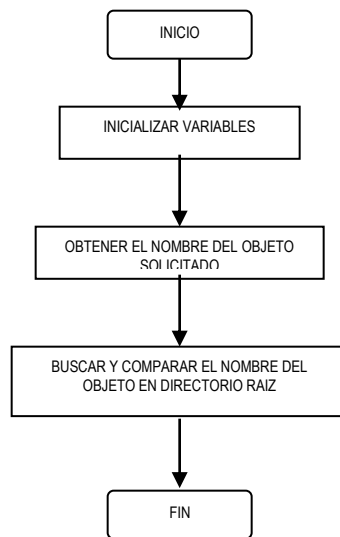 INICIO
INICIALIZAR VARIABLES
OBTENER EL NOMBRE DEL OBJETO
SOLICITADO
BUSCAR Y COMPARAR EL NOMBRE DEL
OBJETO EN DIRECTORIO RAIZ
FIN